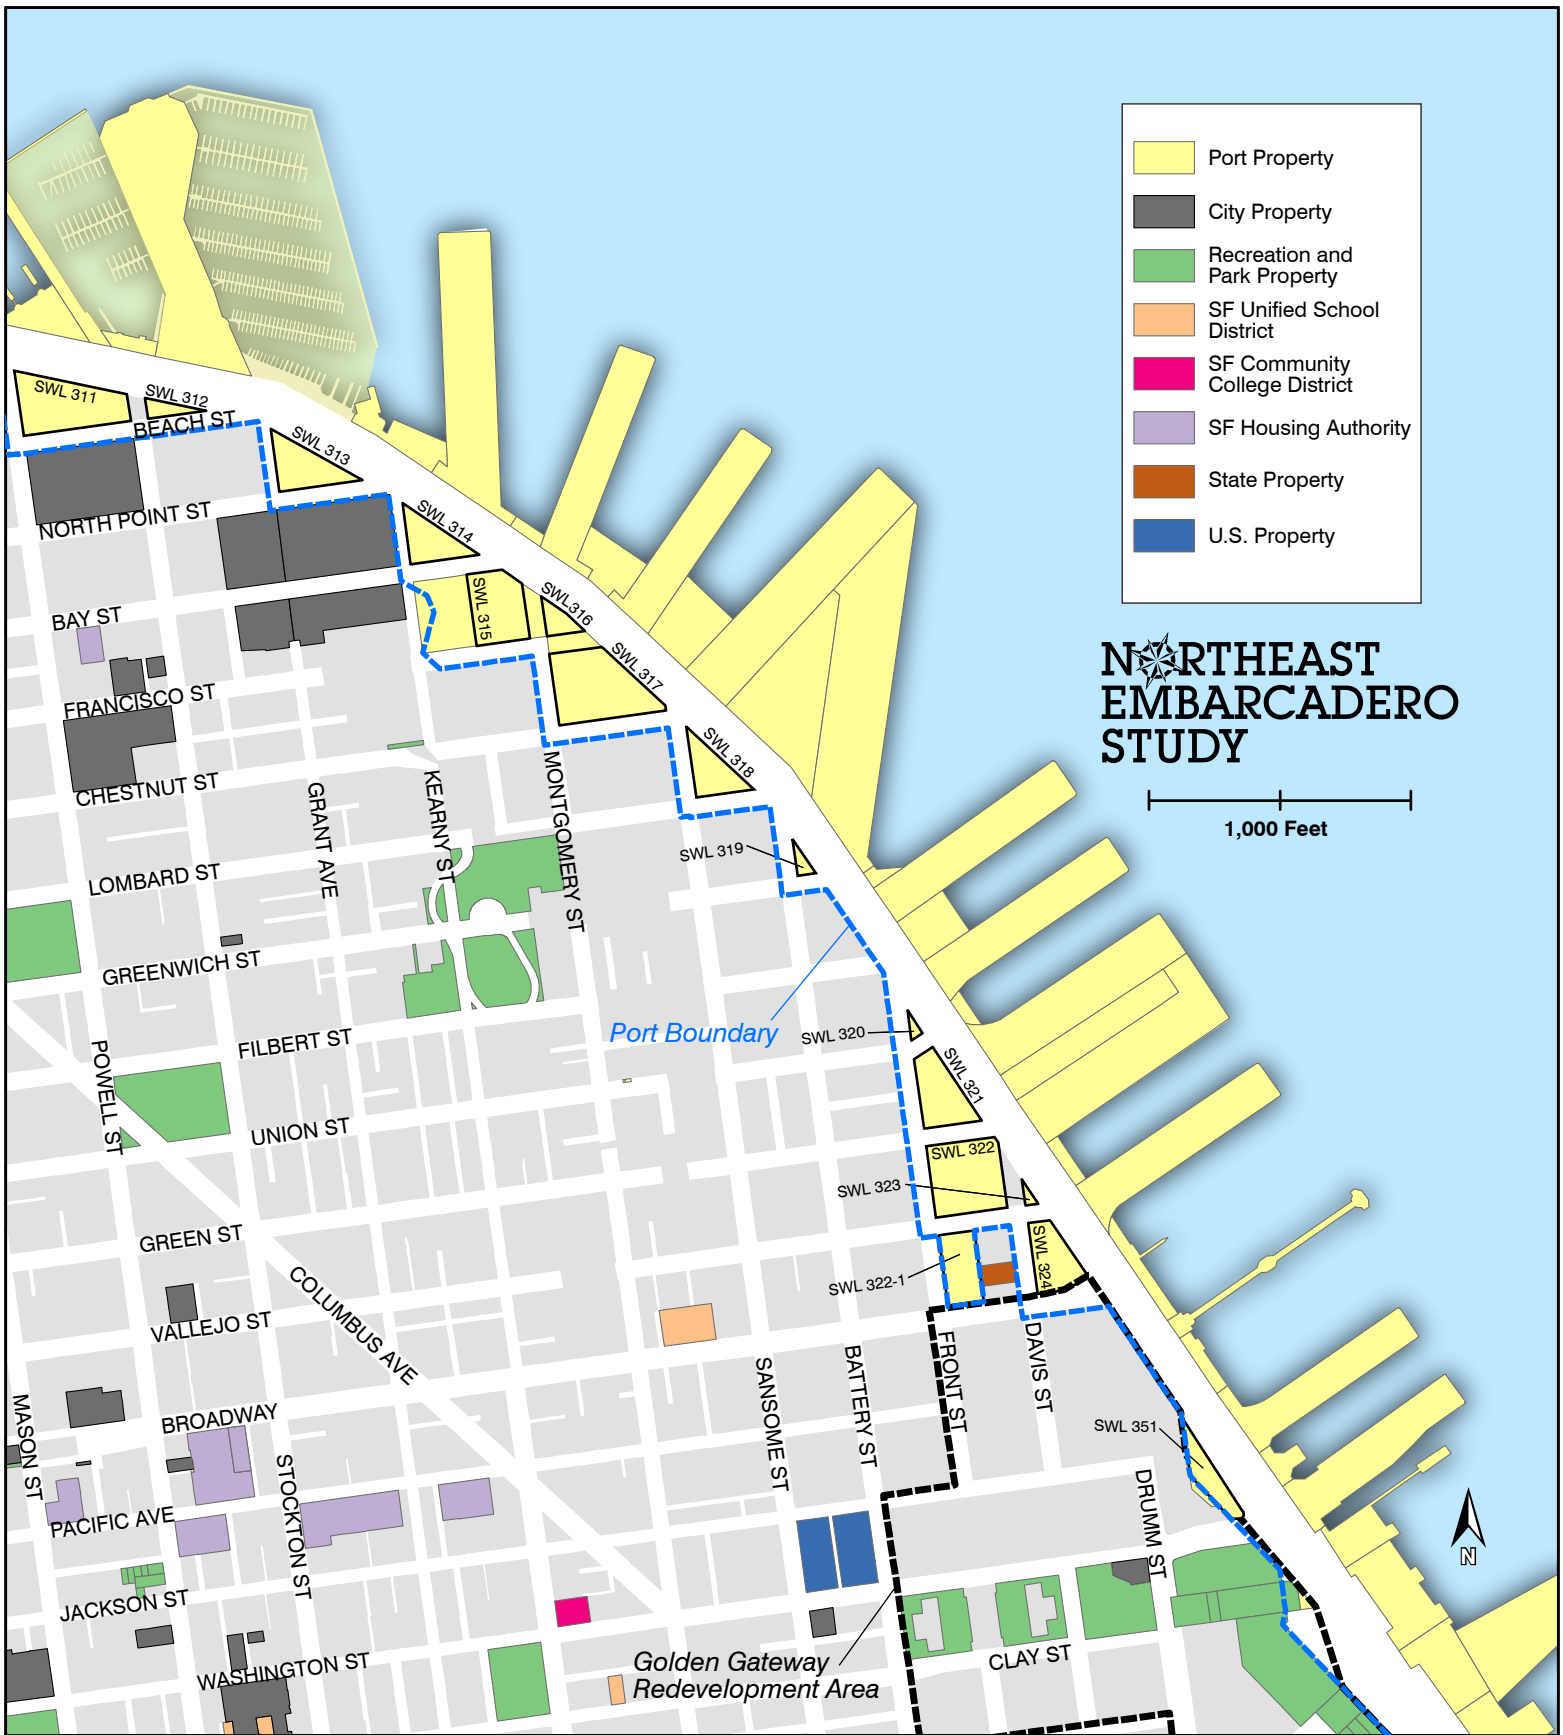 Port Property
City Property
Recreation and
Park Property
SF Unified School
District
SF Community
College District
SF Housing Authority
State Property
U.S. Property
NORTHEAST
EMBARCADERO
STUDY
1,000 Feet
N
SWL 311
SWL 312
BEACH ST
SWL 313
NORTH POINT ST
SWL 314
BAY ST
SWL 315
SWL316
SWL 317
FRANCISCO ST
SWL 318
CHESTNUT ST
GRANT AVE
KEARNY ST
MONTGOMERY ST
SWL 319
LOMBARD ST
GREENWICH ST
Port Boundary
SWL 320
FILBERT ST
POWELL ST
SWL 321
UNION ST
SWL 322
SWL 323
GREEN ST
SWL 324
SWL 322-1
COLUMBUS AVE
VALLEJO ST
FRONT ST
DAVIS ST
SANSOME ST
BATTERY ST
MASON ST
BROADWAY
SWL 351
STOCKTON ST
DRUMM ST
PACIFIC AVE
JACKSON ST
WASHINGTON ST
CLAY ST
Golden Gateway
Redevelopment Area